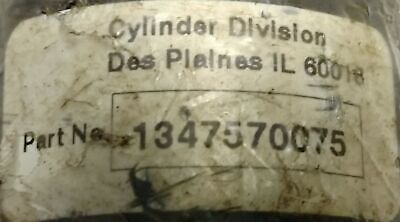 Cylinder Division
Des Plaines IL 60018
Part No. 1347570075